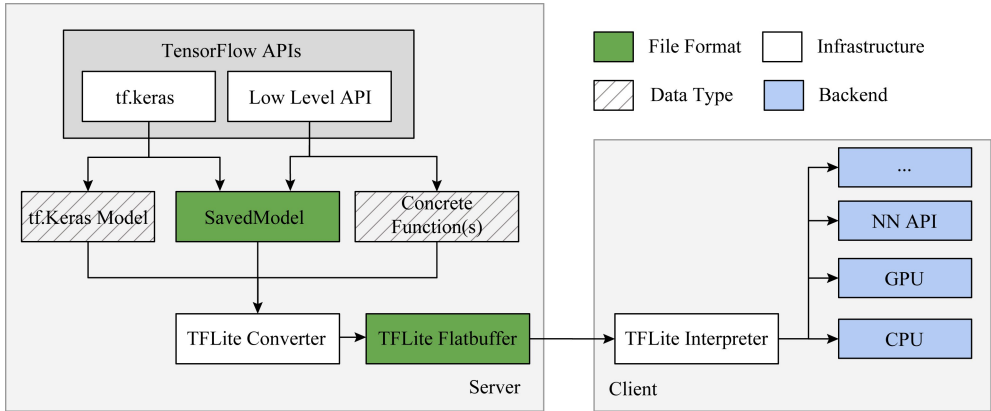 TensorFlow APIs
tf.keras
Low Level API
tf.Keras Model
SavedModel
Concrete
Function(s)
TFLite Converter
TFLite Flatbuffer
Server
File Format
Infrastructure
Data Type
Backend
...
NN API
GPU
TFLite Interpreter
CPU
Client